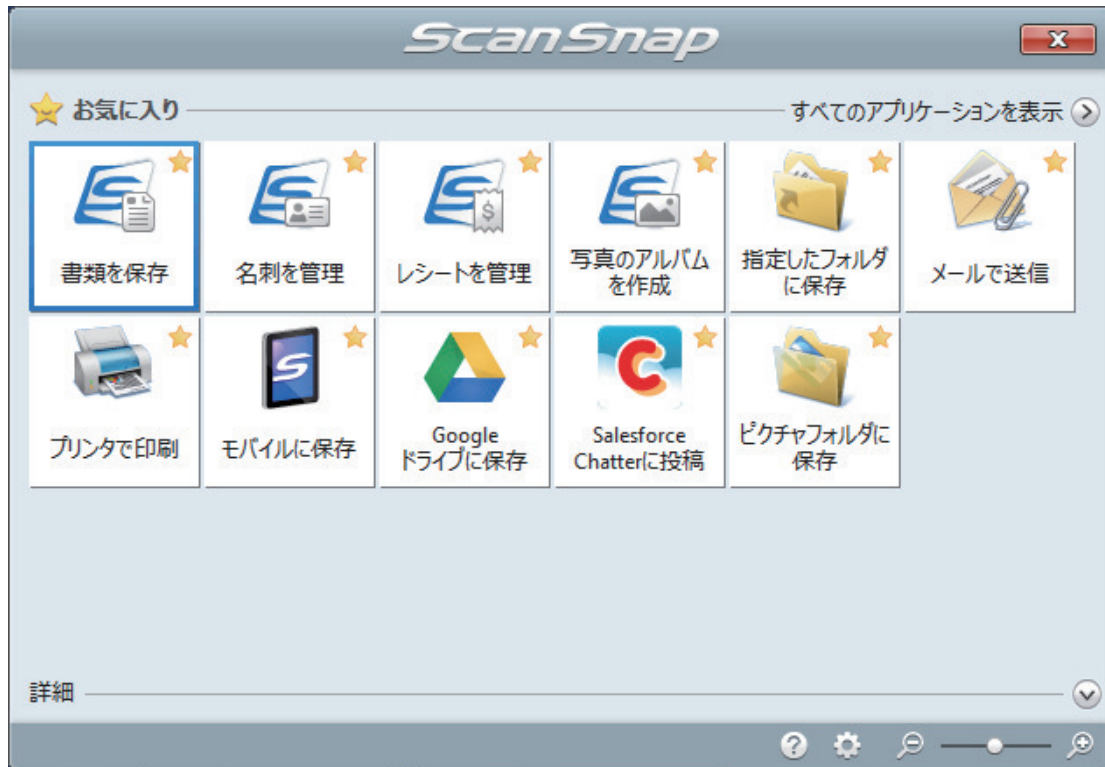 ScanSnap
お気に入り
すべてのアプリケーションを表示
書類を保存
名刺を管理
レシートを管理
写真のアルバム
を作成
指定したフォルダ
に保存
メールで送信
プリンタで印刷
モバイルに保存
Google
ドライブに保存
Salesforce
Chatterに投稿
ピクチャフォルダに
保存
詳細